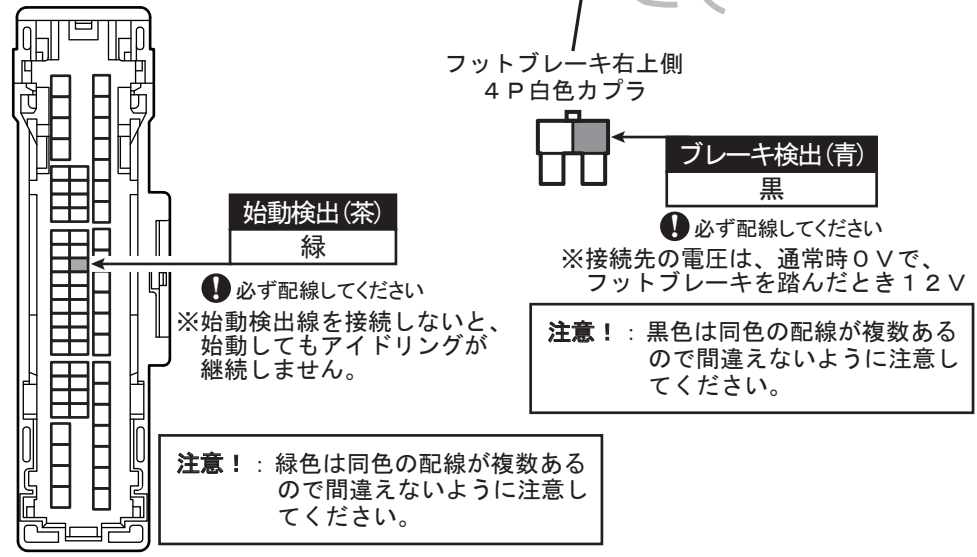 フットブレーキ右上側
４Ｐ白色カプラ
ブレーキ検出(青)
黒
! 必ず配線してください
※接続先の電圧は、通常時０Ｖで、
フットブレーキを踏んだとき１２Ｖ
注意！：黒色は同色の配線が複数ある
ので間違えないように注意し
てください。
始動検出(茶)
緑
! 必ず配線してください
※始動検出線を接続しないと、
始動してもアイドリングが
継続しません。
注意！：緑色は同色の配線が複数ある
ので間違えないように注意し
てください。